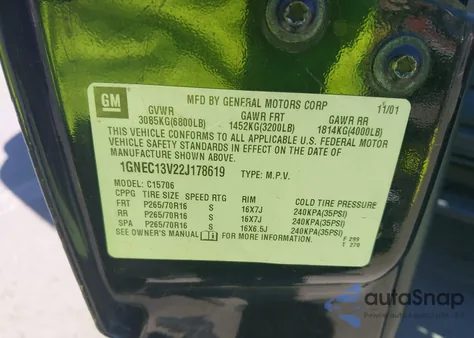 GM
MFD BY GENERAL MOTORS CORP 11/01
GVWR GAWR FRT GAWR RR
3085KG(6800LB) 1452KG(3200LB) 1814KG(4000LB)
THIS VEHICLE CONFORMS TO ALL APPLICABLE U.S. FEDERAL MOTOR
VEHICLE SAFETY STANDARDS IN EFFECT ON THE DATE OF
MANUFACTURE SHOWN ABOVE.
1GNEC13V22J178619 TYPE: M.P.V.
MODEL: C15706
CPPG TIRE SIZE SPEED RTG RIM COLD TIRE PRESSURE
FRT P265/70R16 S 16X7J 240KPA(35PSI)
RR P265/70R16 S 16X7J 240KPA(35PSI)
SPA P265/70R16 S 16X6.5J 240KPA(35PSI)
SEE OWNER'S MANUAL FOR MORE INFORMATION.
F 299
T 270
autoSnap